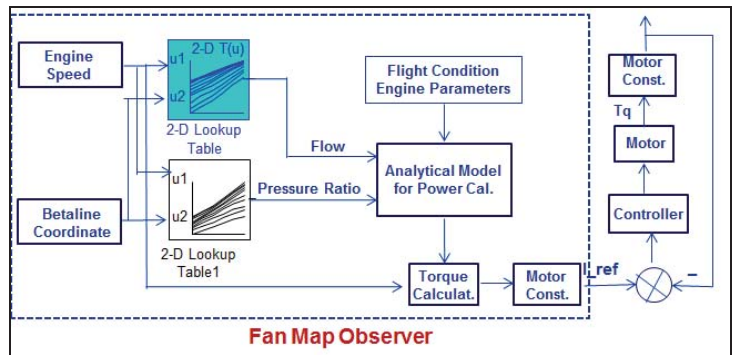 Engine
Speed
2-D T(u)
u1
u2
2-D Lookup
Table
Flow
u1
u2
2-D Lookup
Table1
Pressure Ratio
Betaline
Coordinate
Flight Condition
Engine Parameters
Analytical Model
for Power Cal.
Torque
Calculat.
Motor
Const.
I_ref
Motor
Const.
Tq
Motor
Controller
–
Fan Map Observer